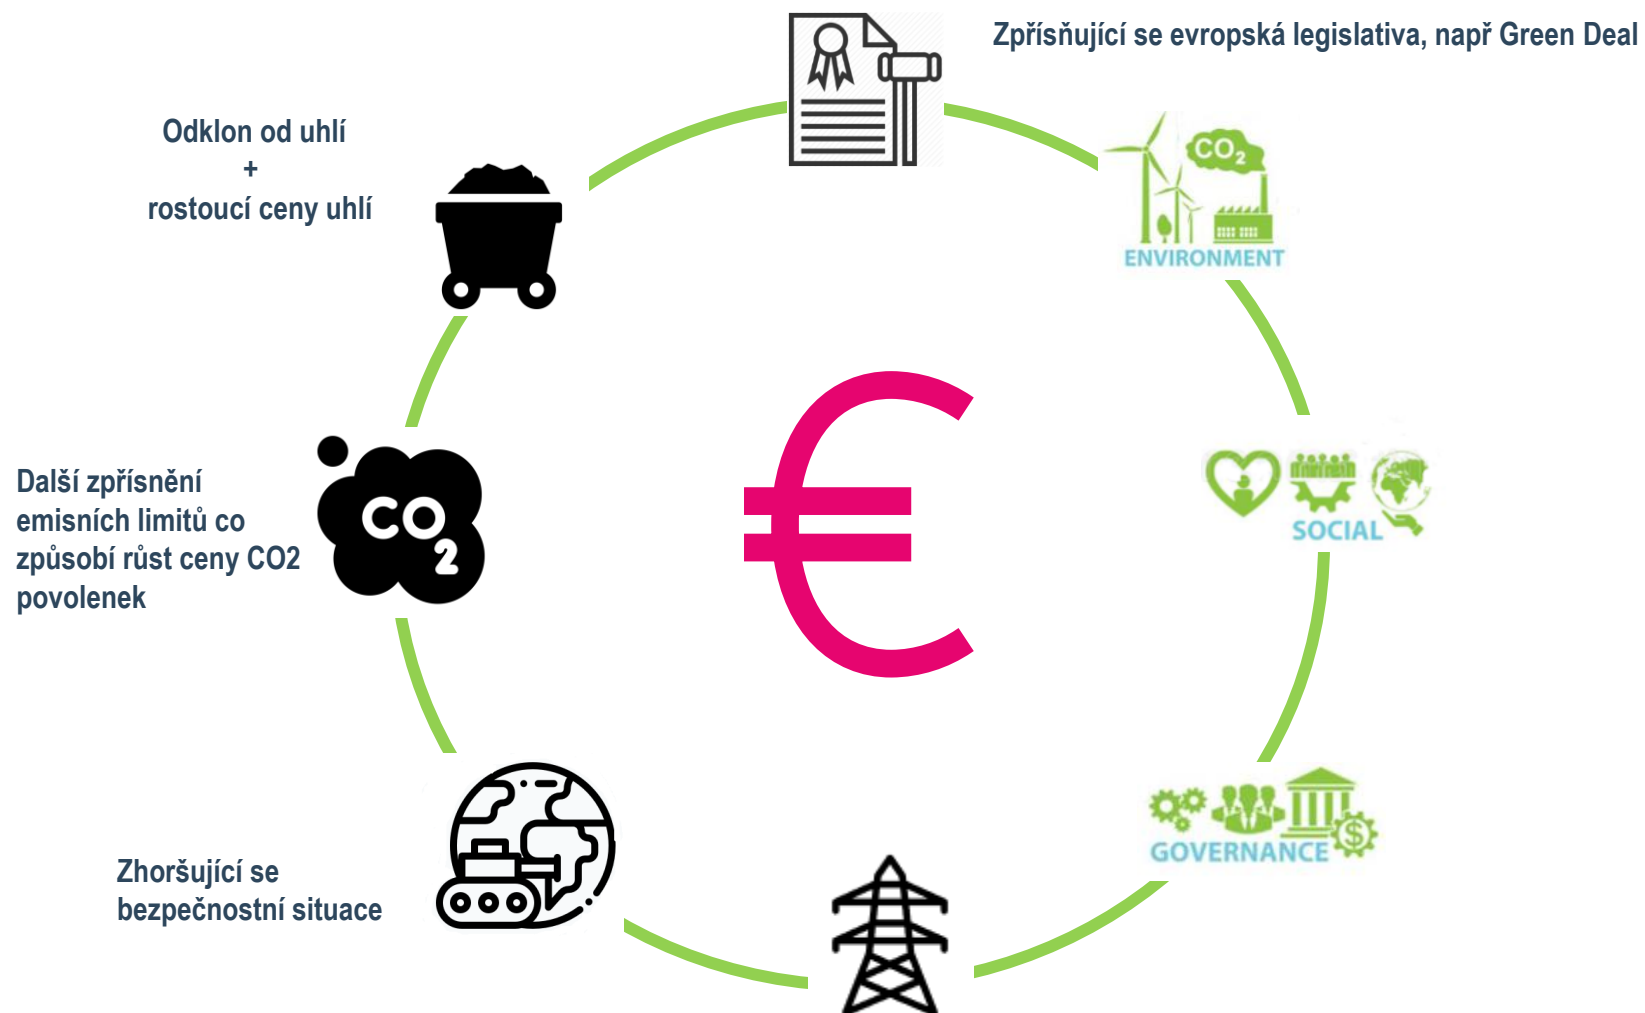 Zpřísňující se evropská legislativa, např Green Deal
Odklon od uhlí
+
rostoucí ceny uhlí
CO2
ENVIRONMENT
Další zpřísnění
emisních limitů co
způsobí růst ceny CO2
povolenek
CO2
€
SOCIAL
Zhoršující se
bezpečnostní situace
$
GOVERNANCE